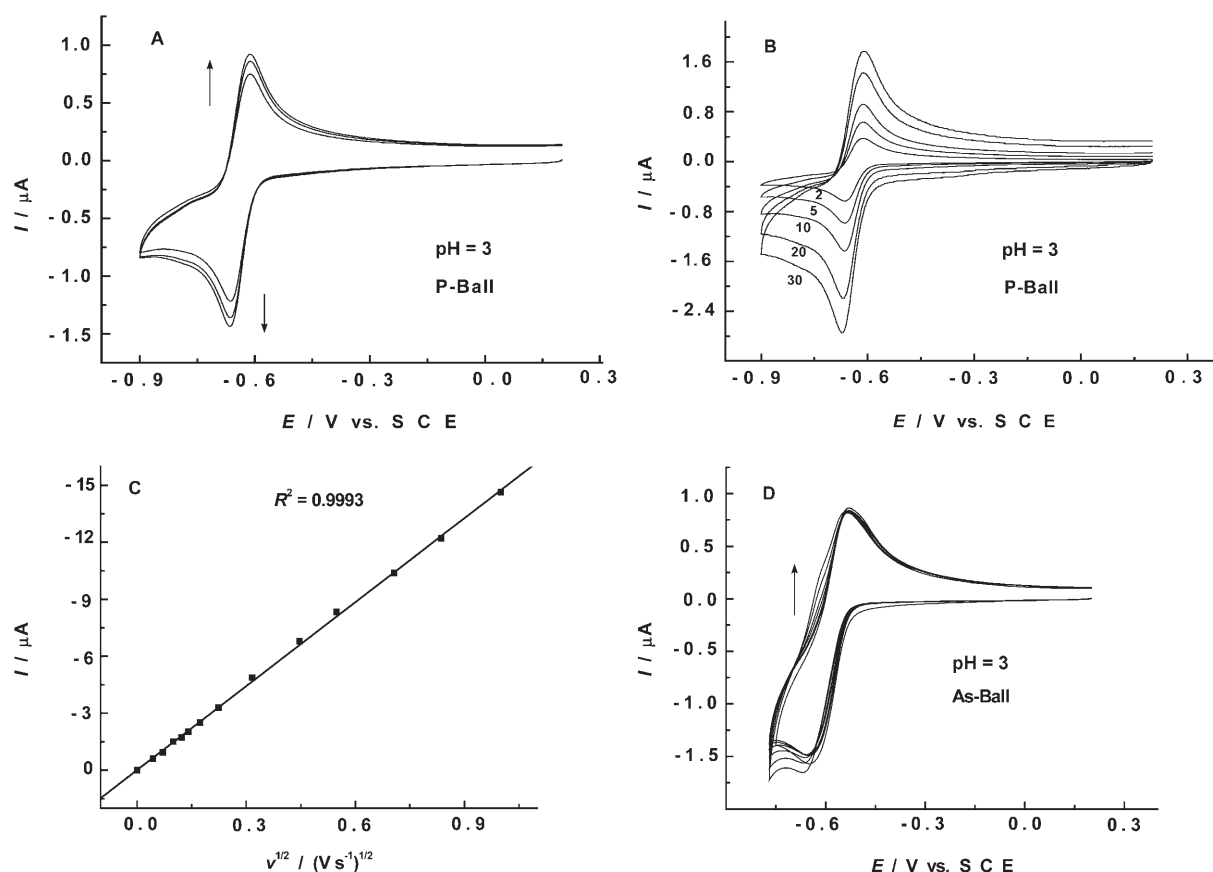 A
1.0
0.5
0.0
-0.5
-1.0
-1.5
I / μA
pH = 3
P-Ball
-0.9
-0.6
-0.3
0.0
0.3
E / V vs. S C E
B
1.6
0.8
0.0
-0.8
-1.6
-2.4
I / μA
2
5
10
20
30
pH = 3
P-Ball
-0.9
-0.6
-0.3
0.0
0.3
E / V vs. S C E
C
R² = 0.9993
-15
-12
-9
-6
-3
0
I / μA
0.0
0.3
0.6
0.9
v^1/2 / (V s^-1)^1/2
D
1.0
0.5
0.0
-0.5
-1.0
-1.5
I / μA
pH = 3
As-Ball
-0.6
-0.3
0.0
0.3
E / V vs. S C E